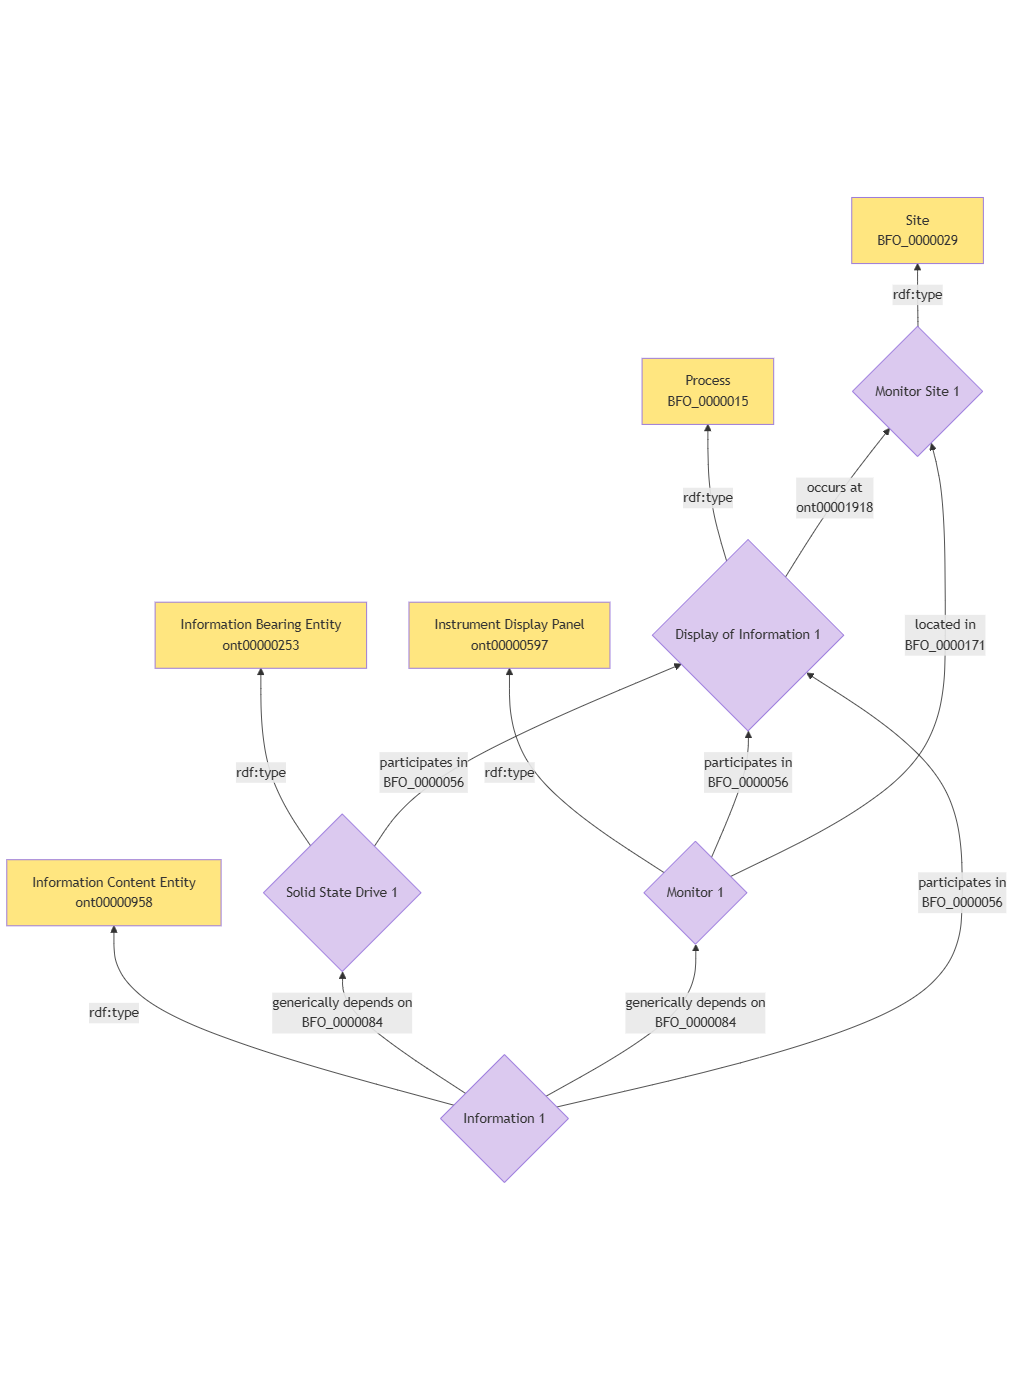 Site
BFO_0000029
rdf:type
Monitor Site 1
Process
BFO_0000015
occurs at
ont00001918
rdf:type
Information Bearing Entity
ont00000253
Instrument Display Panel
ont00000597
Display of Information 1
located in
BFO_0000171
rdf:type
participates in
BFO_0000056
rdf:type
participates in
BFO_0000056
Information Content Entity
ont00000958
Solid State Drive 1
Monitor 1
participates in
BFO_0000056
rdf:type
generically depends on
BFO_0000084
generically depends on
BFO_0000084
Information 1